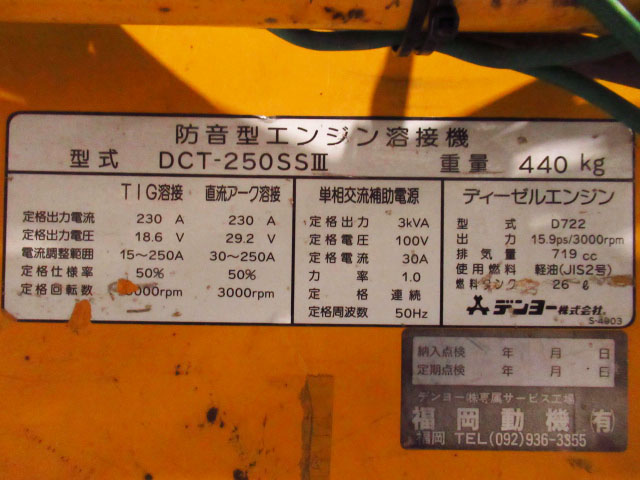 防音型エンジン溶接機
型式 DCT-250SSⅢ 重量 440 kg
TIG溶接 直流アーク溶接
定格出力電流 230 A 230 A
定格出力電圧 18.6 V 29.2 V
電流調整範囲 15～250A 30～250A
定格使用率 50% 50%
定格回転数 3000rpm
単相交流補助電源
定格出力 3kVA
定格電圧 100V
定格電流 30A
力率 1.0
定格 連続
定格周波数 50Hz
ディーゼルエンジン
型式 D722
出力 15.9ps/3000rpm
排気量 719 cc
使用燃料 軽油(JIS2号)
燃料タンク 26 ℓ
デンヨー株式会社
S-4903
納入点検 年 月 日
定期点検 年 月 日
デンヨー㈱専属サービス工場
福岡動機(有)
福岡 TEL(092)936-3355